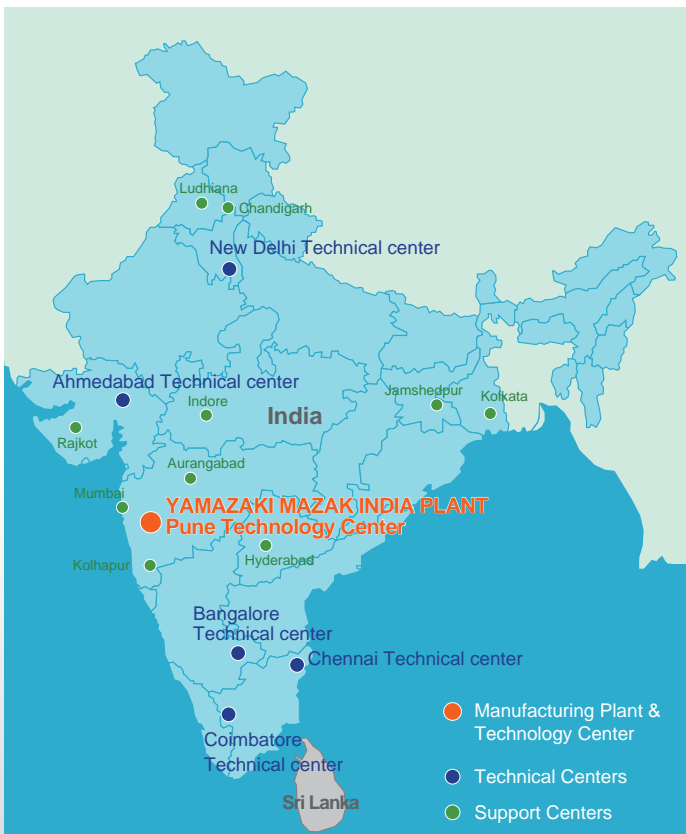 Ludhiana
Chandigarh
New Delhi Technical center
Ahmedabad Technical center
Indore
India
Jamshedpur
Kolkata
Rajkot
Aurangabad
Mumbai
YAMAZAKI MAZAK INDIA PLANT
Pune Technology Center
Kolhapur
Hyderabad
Bangalore
Technical center
Chennai Technical center
Coimbatore
Technical center
Sri Lanka
Manufacturing Plant &
Technology Center
Technical Centers
Support Centers